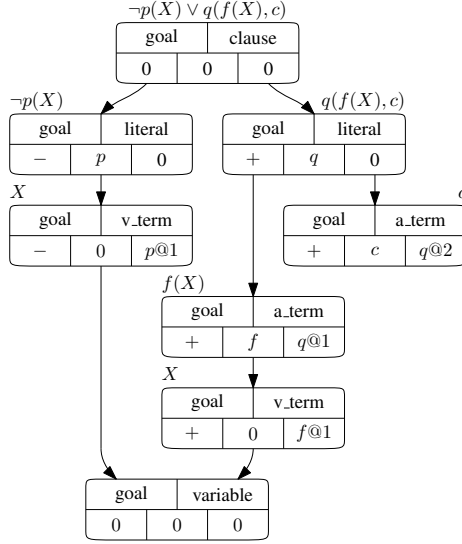 ¬p(X) ∨ q(f(X), c)
goal clause
0 0 0
¬p(X) q(f(X), c)
goal literal goal literal
− p 0 + q 0
X c
goal v_term goal a_term
− 0 p@1 + c q@2
f(X)
goal a_term
+ f q@1
X
goal v_term
+ 0 f@1
goal variable
0 0 0